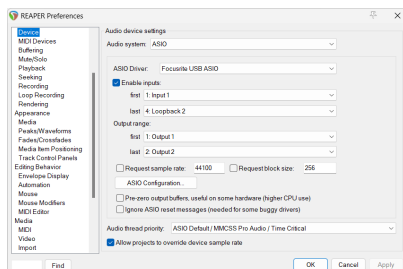 REAPER Preferences
Device
MIDI Devices
Buffering
Mute/Solo
Playback
Seeking
Recording
Loop Recording
Rendering
Appearance
Media
Peaks/Waveforms
Fades/Crossfades
Media Item Positioning
Track Control Panels
Editing Behavior
Envelope Display
Automation
Mouse
Mouse Modifiers
MIDI Editor
Media
MIDI
Video
Import
Find
Audio device settings
Audio system: ASIO
ASIO Driver: Focusrite USB ASIO
Enable inputs:
first 1: Input 1
last 4: Loopback 2
Output range:
first 1: Output 1
last 2: Output 2
Request sample rate: 44100 Request block size: 256
ASIO Configuration...
Pre-zero output buffers, useful on some hardware (higher CPU use)
Ignore ASIO reset messages (needed for some buggy drivers)
Audio thread priority: ASIO Default / MMCSS Pro Audio / Time Critical
Allow projects to override device sample rate
OK Cancel Apply